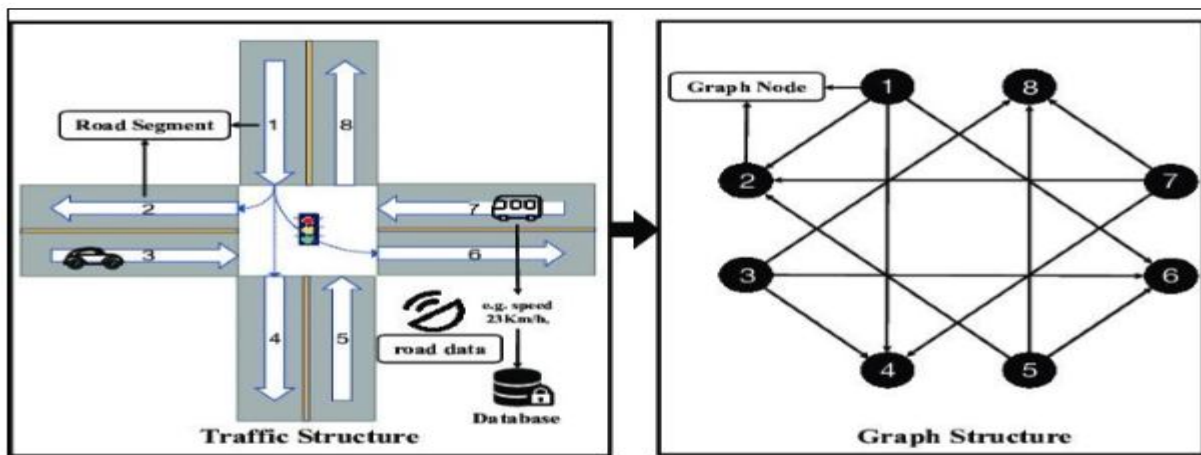 Road Segment
1
8
2
7
3
6
4
5
e.g. speed
23Km/h,
road data
Database
Traffic Structure
Graph Node
1
8
2
7
3
6
4
5
Graph Structure